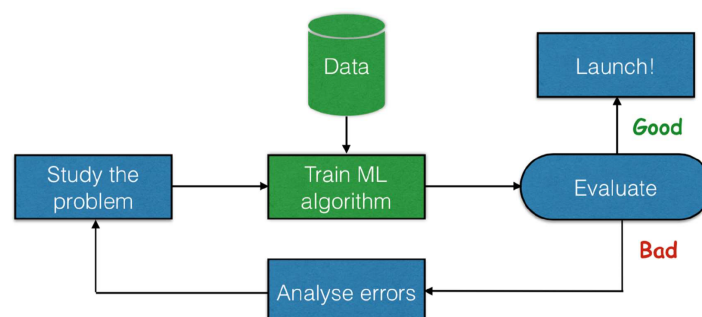 Data
Launch!
Good
Study the
problem
Train ML
algorithm
Evaluate
Bad
Analyse errors